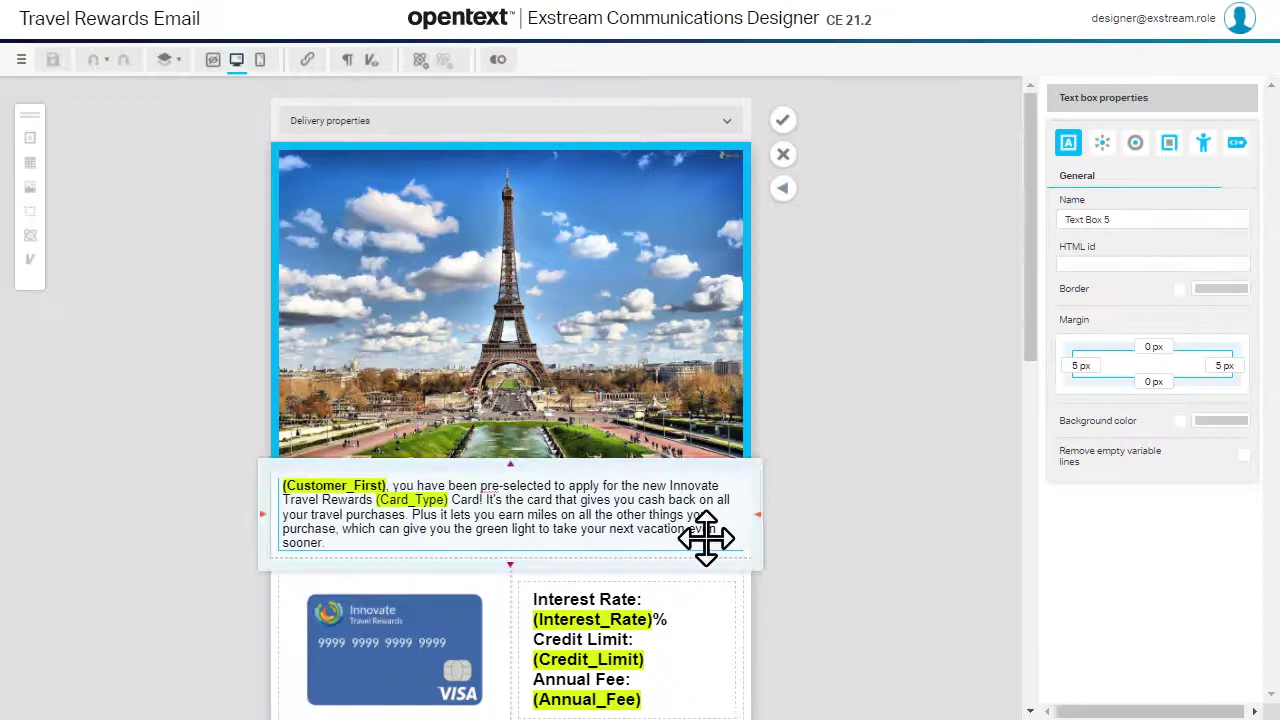 Travel Rewards Email
opentext™ | Exstream Communications Designer CE 21.2
designer@exstream.role
Delivery properties
(Customer_First), you have been pre-selected to apply for the new Innovate
Travel Rewards (Card_Type) Card! It's the card that gives you cash back on all
your travel purchases. Plus it lets you earn miles on all the other things you
purchase, which can give you the green light to take your next vacation even
sooner.
Innovate
Travel Rewards
9999 9999 9999 9999
VISA
Interest Rate:
(Interest_Rate)%
Credit Limit:
(Credit_Limit)
Annual Fee:
(Annual_Fee)
Text box properties
General
Name
Text Box 5
HTML id
Border
Margin
0 px
5 px 5 px
0 px
Background color
Remove empty variable
lines